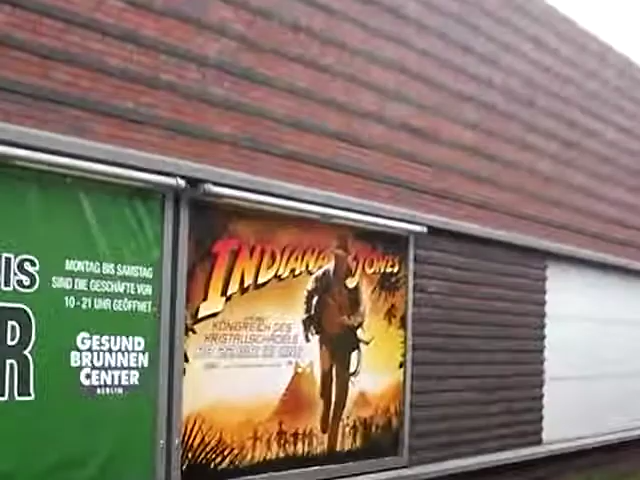 IS
R
MONTAG BIS SAMSTAG
SIND DIE GESCHÄFTE VON
10 - 21 UHR GEÖFFNET
GESUND
BRUNNEN
CENTER
BERLIN
INDIANA JONES
KÖNIGREICH DES
KRISTALLSCHÄDELS